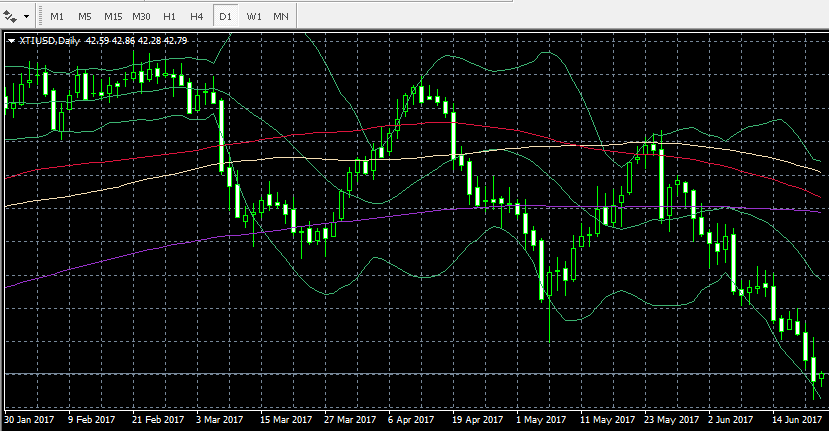 M1 M5 M15 M30 H1 H4 D1 W1 MN
XTIUSD,Daily 42.59 42.86 42.28 42.79
30 Jan 2017 9 Feb 2017 21 Feb 2017 3 Mar 2017 15 Mar 2017 27 Mar 2017 6 Apr 2017 19 Apr 2017 1 May 2017 11 May 2017 23 May 2017 2 Jun 2017 14 Jun 2017